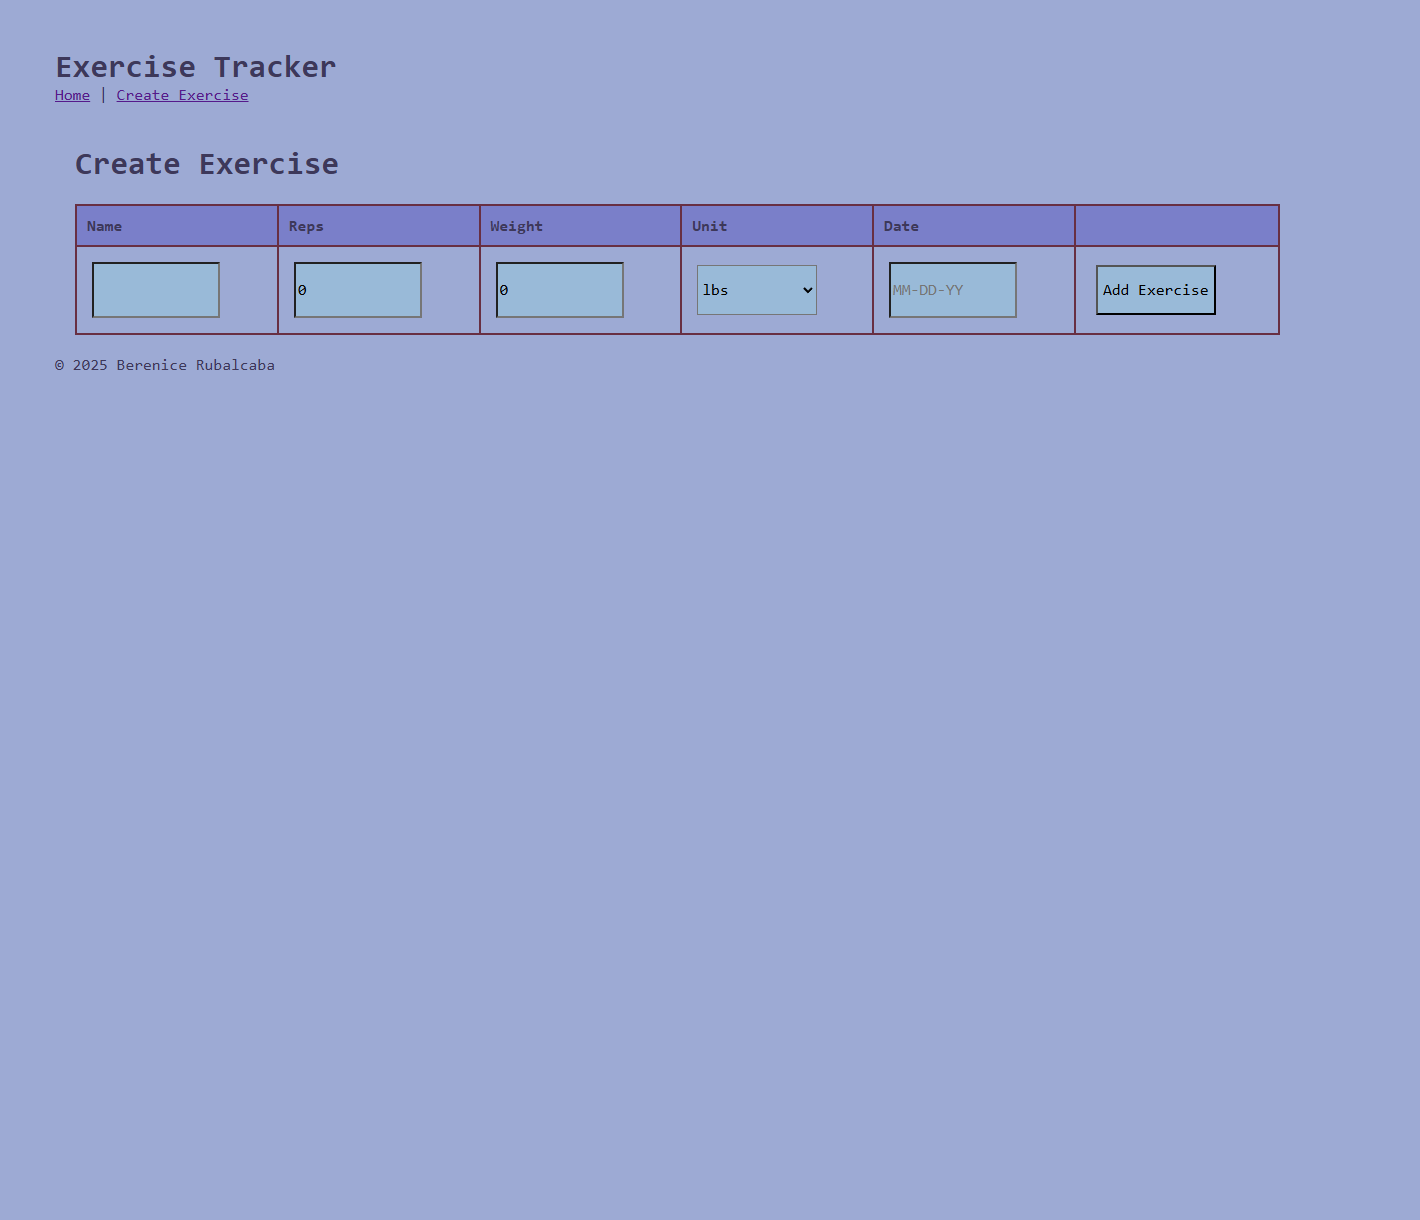 Exercise Tracker
Home | Create Exercise
Create Exercise
Name Reps Weight Unit Date
0 0 lbs MM-DD-YY Add Exercise
© 2025 Berenice Rubalcaba